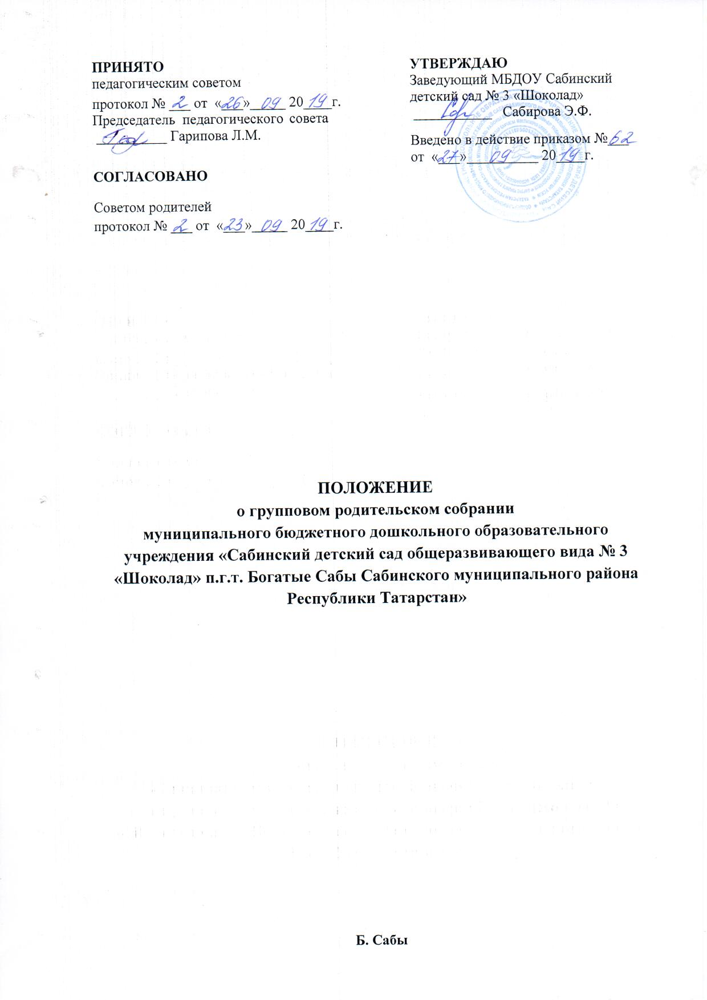 ПРИНЯТО
педагогическим советом
протокол № 2 от «26» 09 2019 г.
Председатель педагогического совета
Гарипова Л.М.
СОГЛАСОВАНО
Советом родителей
протокол № 2 от «23» 09 2019 г.
УТВЕРЖДАЮ
Заведующий МБДОУ Сабинский
детский сад № 3 «Шоколад»
Сабирова Э.Ф.
Введено в действие приказом № 62
от «27» 09 2019 г.
ПОЛОЖЕНИЕ
о групповом родительском собрании
муниципального бюджетного дошкольного образовательного
учреждения «Сабинский детский сад общеразвивающего вида № 3
«Шоколад» п.г.т. Богатые Сабы Сабинского муниципального района
Республики Татарстан»
Б. Сабы